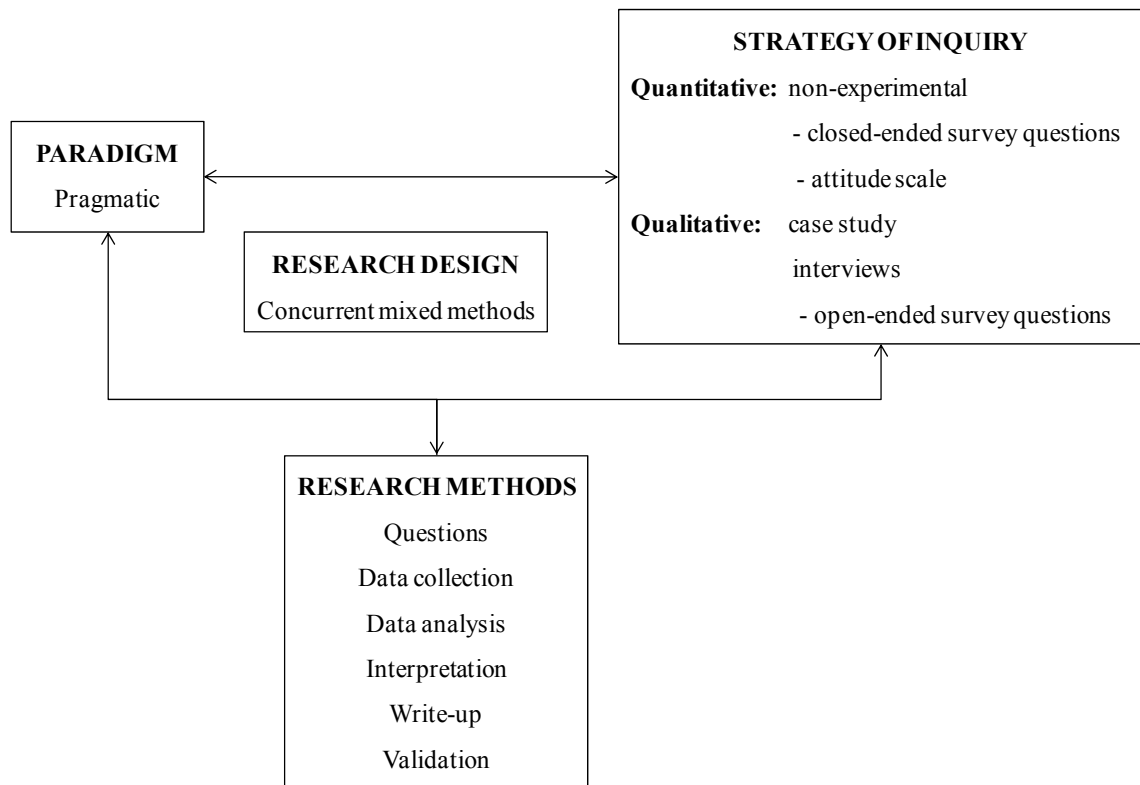 PARADIGM
Pragmatic
STRATEGY OF INQUIRY
Quantitative: non-experimental
- closed-ended survey questions
- attitude scale
Qualitative: case study
interviews
- open-ended survey questions
RESEARCH DESIGN
Concurrent mixed methods
RESEARCH METHODS
Questions
Data collection
Data analysis
Interpretation
Write-up
Validation